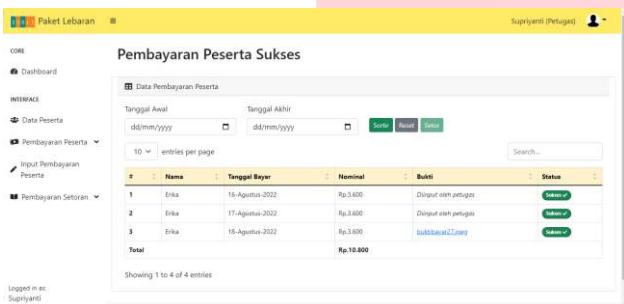 Paket Lebaran
Supriyanti (Petugas)
CORE
Dashboard
INTERFACE
Data Peserta
Pembayaran Peserta
Input Pembayaran
Peserta
Pembayaran Setoran
Logged in as:
Supriyanti
Pembayaran Peserta Sukses
Data Pembayaran Peserta
Tanggal Awal Tanggal Akhir
dd/mm/yyyy dd/mm/yyyy Sortir Reset Setor
10 entries per page Search...
# Nama Tanggal Bayar Nominal Bukti Status
1 Erika 16-Agustus-2022 Rp.3.600 Diinput oleh petugas Sukses
2 Erika 17-Agustus-2022 Rp.3.600 Diinput oleh petugas Sukses
3 Erika 18-Agustus-2022 Rp.3.600 buktibayar27.jpeg Sukses
Total Rp.10.800
Showing 1 to 4 of 4 entries